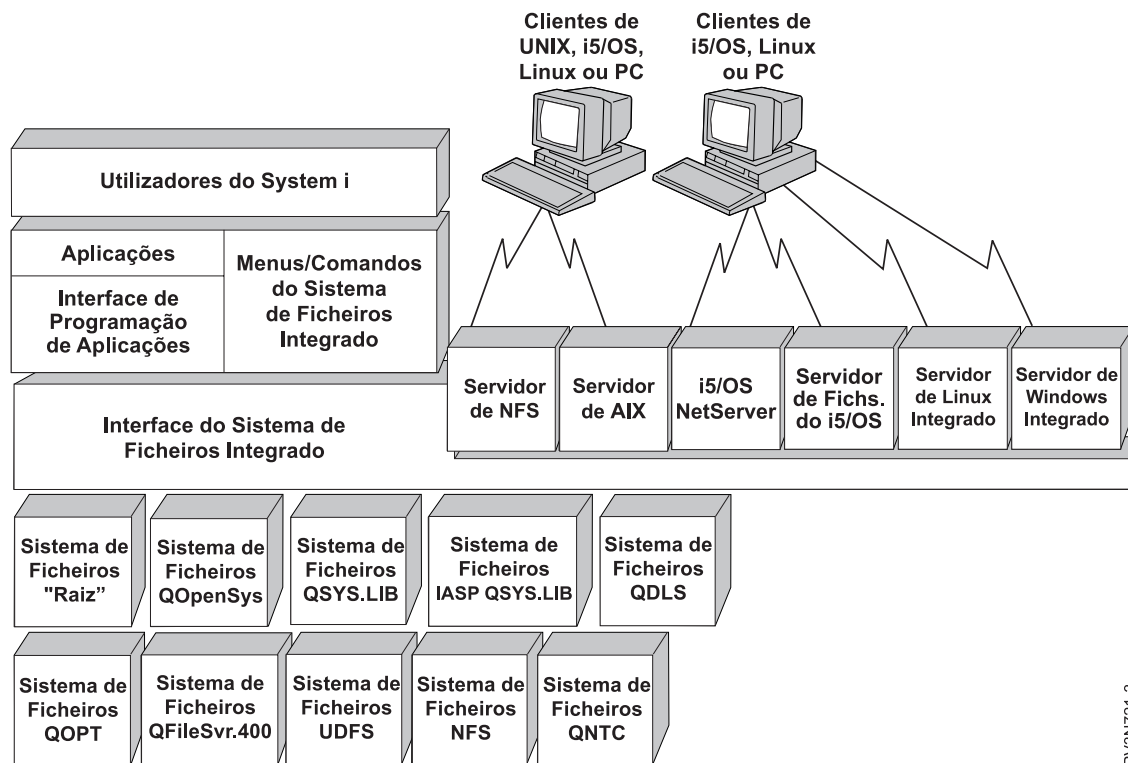 Clientes de
UNIX, i5/OS,
Linux ou PC
Clientes de
i5/OS, Linux
ou PC
Utilizadores do System i
Aplicações
Interface de
Programação
de Aplicações
Menus/Comandos
do Sistema
de Ficheiros
Integrado
Servidor
de NFS
Servidor
de AIX
i5/OS
NetServer
Servidor
de Fichs.
do i5/OS
Servidor
de Linux
Integrado
Servidor de
Windows
Integrado
Interface do Sistema de
Ficheiros Integrado
Sistema de
Ficheiros
"Raiz”
Sistema de
Ficheiros
QOpenSys
Sistema de
Ficheiros
QSYS.LIB
Sistema de
Ficheiros
IASP QSYS.LIB
Sistema de
Ficheiros
QDLS
Sistema de
Ficheiros
QOPT
Sistema de
Ficheiros
QFileSvr.400
Sistema de
Ficheiros
UDFS
Sistema de
Ficheiros
NFS
Sistema de
Ficheiros
QNTC